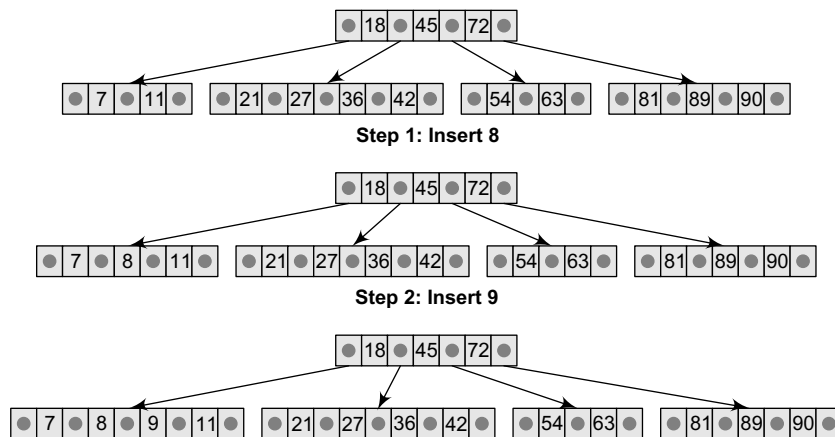 18 45 72
7 11 21 27 36 42 54 63 81 89 90
Step 1: Insert 8
18 45 72
7 8 11 21 27 36 42 54 63 81 89 90
Step 2: Insert 9
18 45 72
7 8 9 11 21 27 36 42 54 63 81 89 90